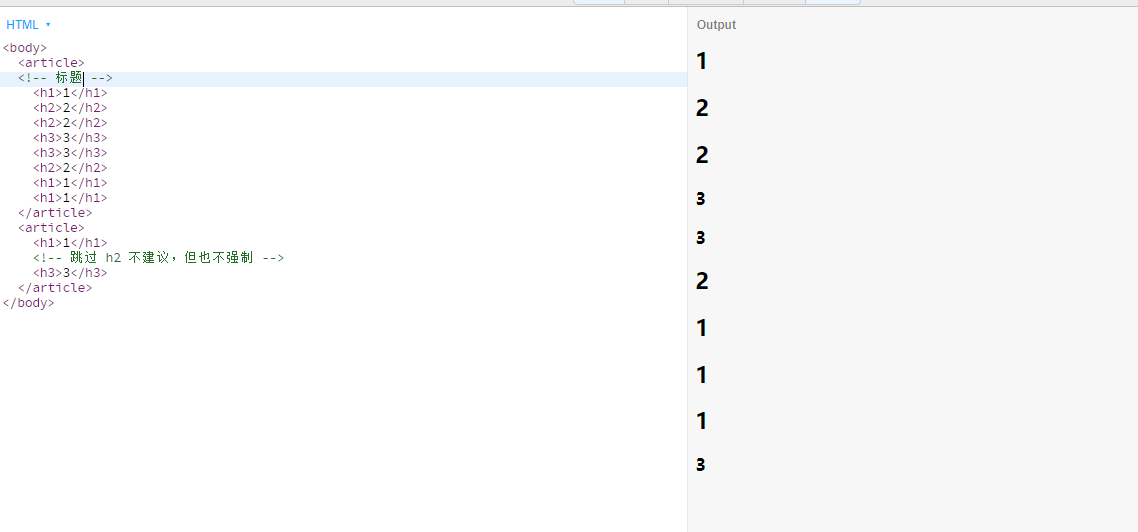 HTML ▾
<body>
  <article>
  <!-- 标题 -->
    <h1>1</h1>
    <h2>2</h2>
    <h2>2</h2>
    <h3>3</h3>
    <h3>3</h3>
    <h2>2</h2>
    <h1>1</h1>
    <h1>1</h1>
  </article>
  <article>
    <h1>1</h1>
    <!-- 跳过 h2 不建议，但也不强制 -->
    <h3>3</h3>
  </article>
</body>
Output
1
2
2
3
3
2
1
1
1
3